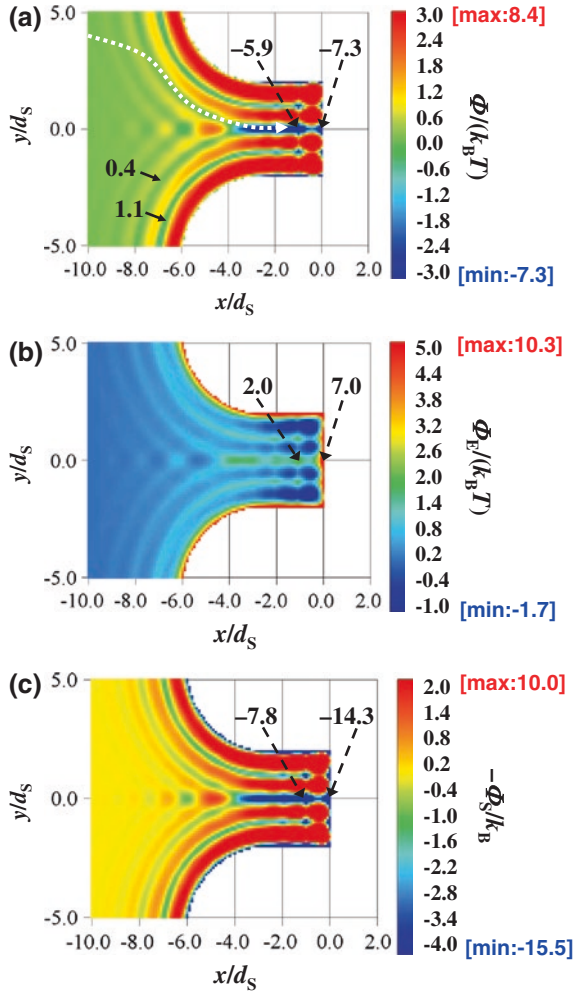 (a)
[max:8.4]
−5.9
−7.3
5.0
0.0
-5.0
y/dS
0.4
1.1
-10.0 -8.0 -6.0 -4.0 -2.0 0.0 2.0
x/dS
3.0
2.4
1.8
1.2
0.6
0.0
-0.6
-1.2
-1.8
-2.4
-3.0
Φ/(kBT)
[min:-7.3]
(b)
[max:10.3]
2.0
7.0
5.0
0.0
-5.0
y/dS
-10.0 -8.0 -6.0 -4.0 -2.0 0.0 2.0
x/dS
5.0
4.4
3.8
3.2
2.6
2.0
1.4
0.8
0.2
-0.4
-1.0
ΦE/(kBT)
[min:-1.7]
(c)
[max:10.0]
−7.8
−14.3
5.0
0.0
-5.0
y/dS
-10.0 -8.0 -6.0 -4.0 -2.0 0.0 2.0
x/dS
2.0
1.4
0.8
0.2
-0.4
-1.0
-1.6
-2.2
-2.8
-3.4
-4.0
−ΦS/kB
[min:-15.5]